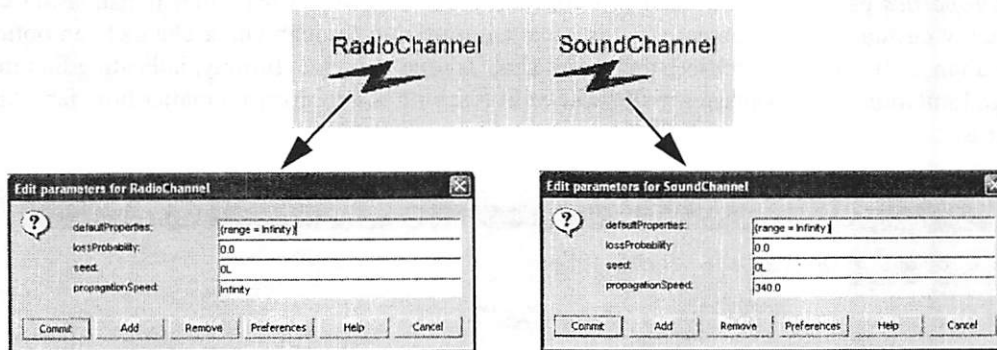 RadioChannel
SoundChannel
Edit parameters for RadioChannel
defaultProperties:
{range = Infinity}
lossProbability:
0.0
seed:
0L
propagationSpeed:
Infinity
Commit
Add
Remove
Preferences
Help
Cancel
Edit parameters for SoundChannel
defaultProperties:
{range = Infinity}
lossProbability:
0.0
seed:
0L
propagationSpeed:
340.0
Commit
Add
Remove
Preferences
Help
Cancel